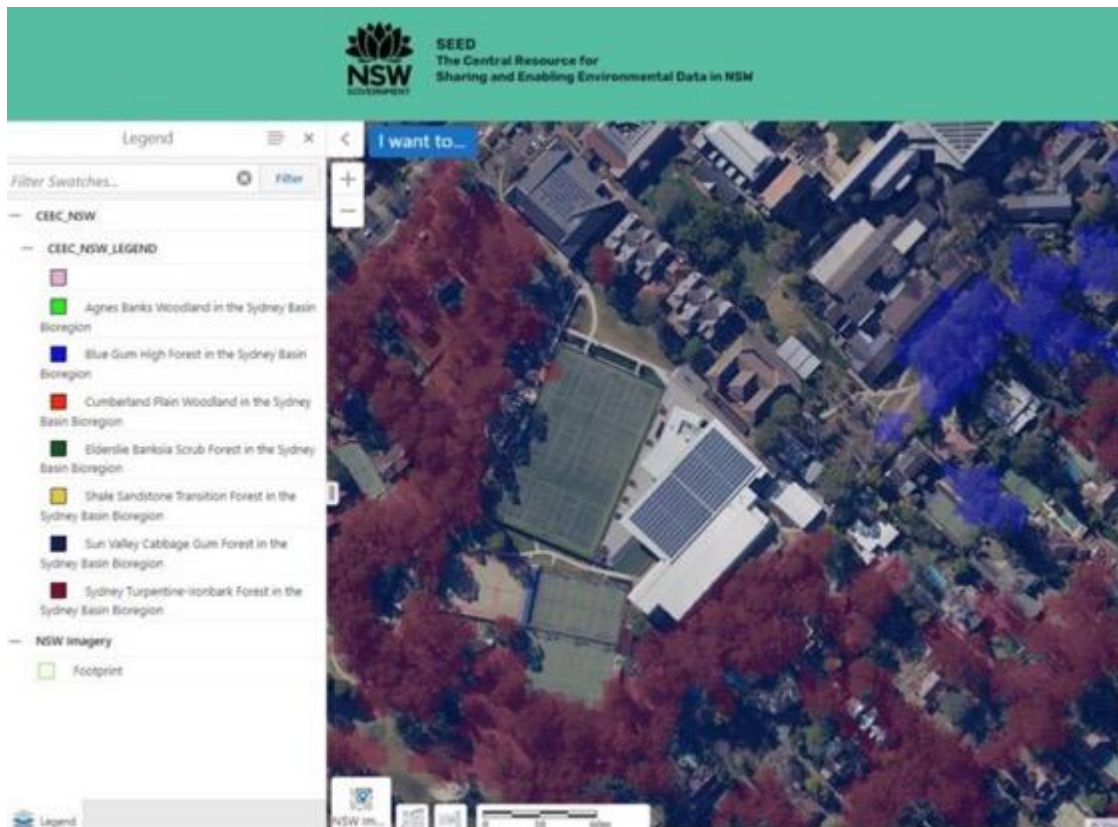 NSW
GOVERNMENT
SEED
The Central Resource for
Sharing and Enabling Environmental Data in NSW
Legend
I want to...
Filter Swatches...
Filter
CEEC_NSW
CEEC_NSW_LEGEND
Agnes Banks Woodland in the Sydney Basin
Bioregion
Blue Gum High Forest in the Sydney Basin
Bioregion
Cumberland Plain Woodland in the Sydney
Basin Bioregion
Elderslie Banksia Scrub Forest in the Sydney
Basin Bioregion
Shale Sandstone Transition Forest in the
Sydney Basin Bioregion
Sun Valley Cabbage Gum Forest in the
Sydney Basin Bioregion
Sydney Turpentine-Ironbark Forest in the
Sydney Basin Bioregion
NSW Imagery
Footprint
Legend
NSW Im...
0
60m